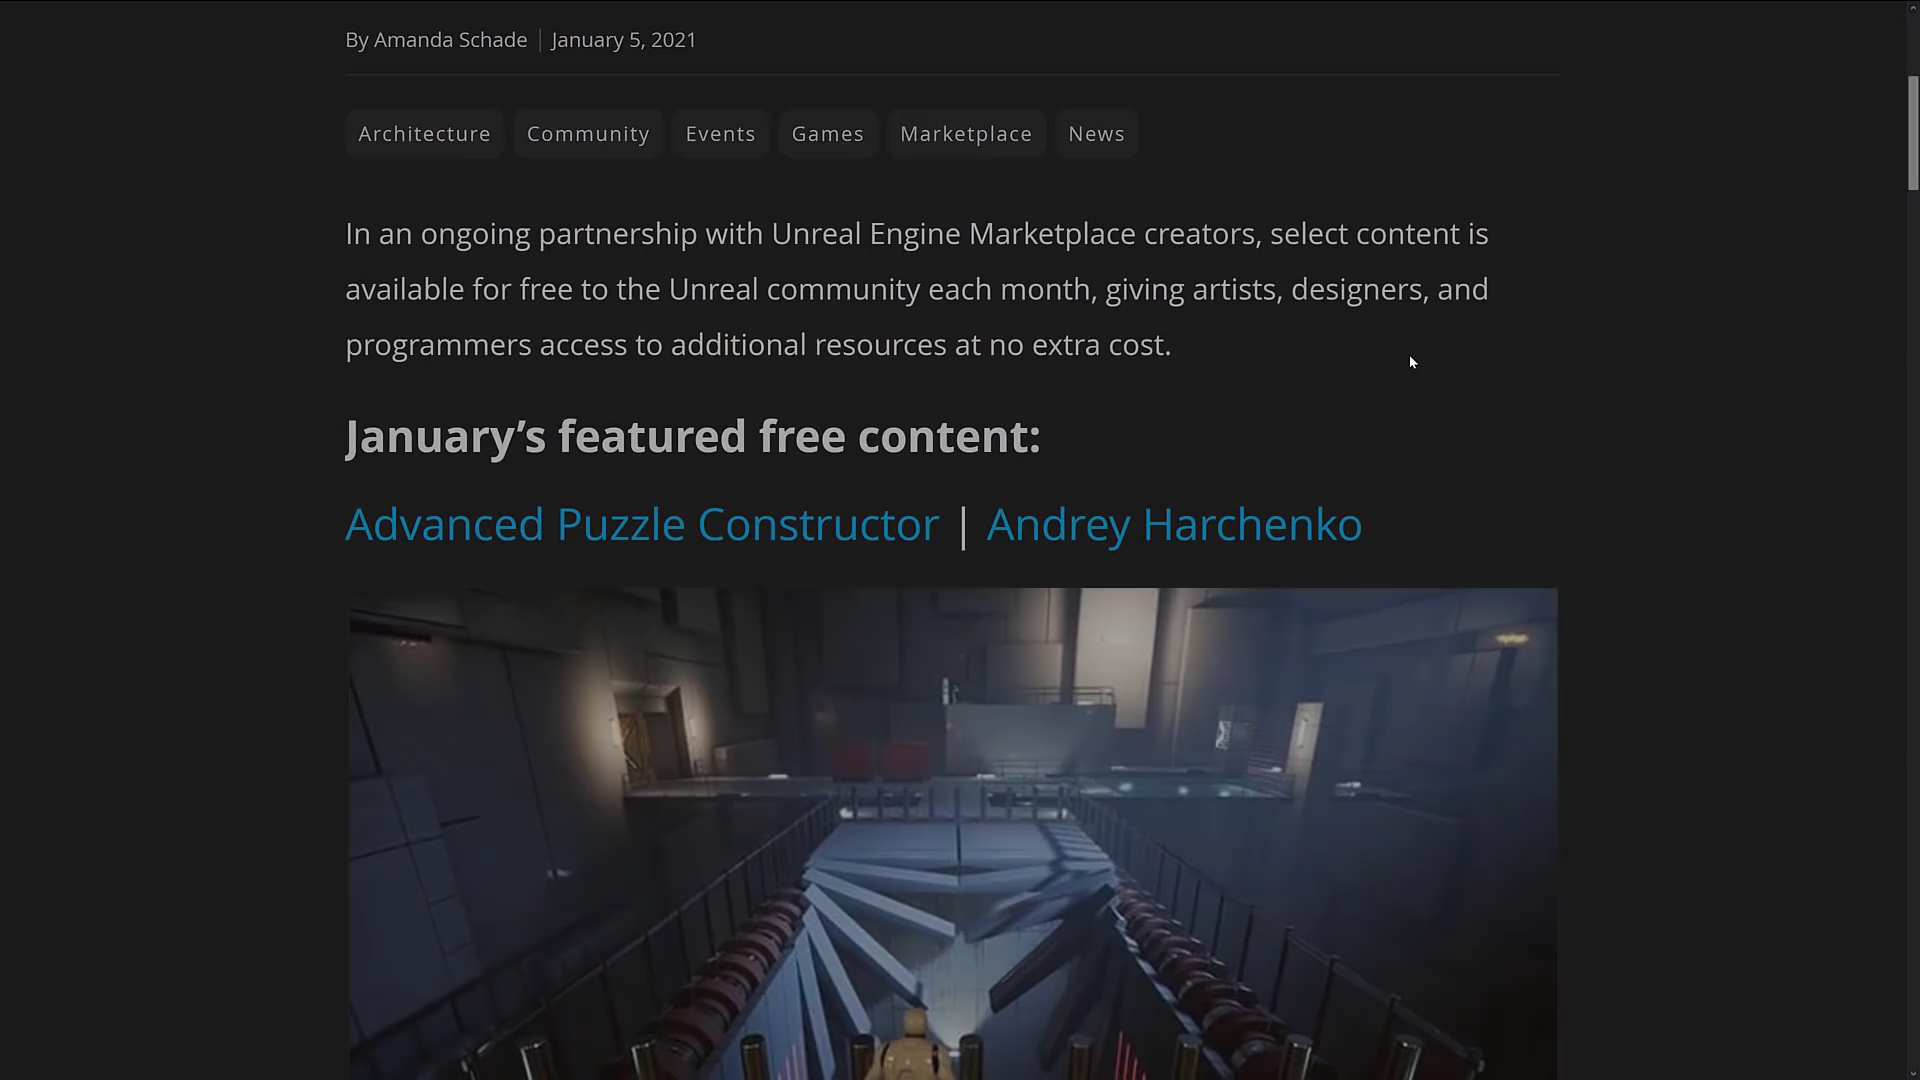 By Amanda Schade | January 5, 2021
Architecture Community Events Games Marketplace News
In an ongoing partnership with Unreal Engine Marketplace creators, select content is
available for free to the Unreal community each month, giving artists, designers, and
programmers access to additional resources at no extra cost.
January’s featured free content:
Advanced Puzzle Constructor | Andrey Harchenko